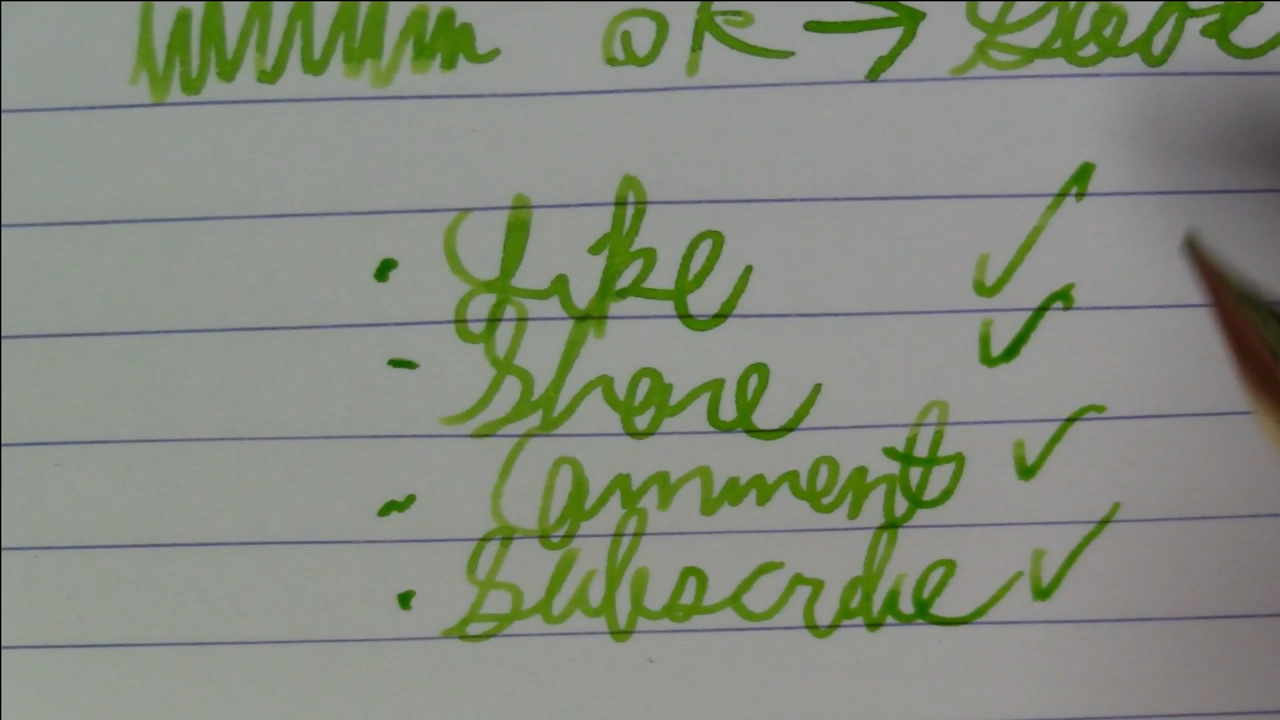 ok →
· Like ✓
- Share ✓
- Comment ✓
· Subscribe ✓